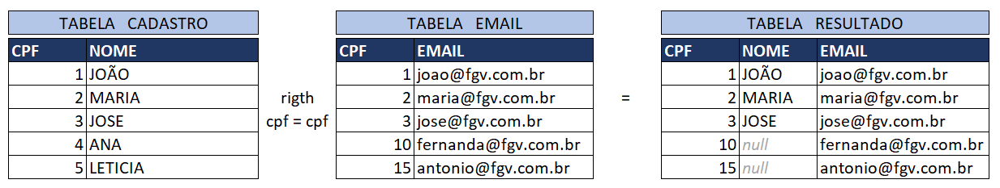 TABELA CADASTRO TABELA EMAIL TABELA RESULTADO
CPF NOME CPF EMAIL CPF NOME EMAIL
1 JOÃO 1 joao@fgv.com.br 1 JOÃO joao@fgv.com.br
2 MARIA rigth 2 maria@fgv.com.br = 2 MARIA maria@fgv.com.br
3 JOSE cpf = cpf 3 jose@fgv.com.br 3 JOSE jose@fgv.com.br
4 ANA 10 fernanda@fgv.com.br 10 null fernanda@fgv.com.br
5 LETICIA 15 antonio@fgv.com.br 15 null antonio@fgv.com.br